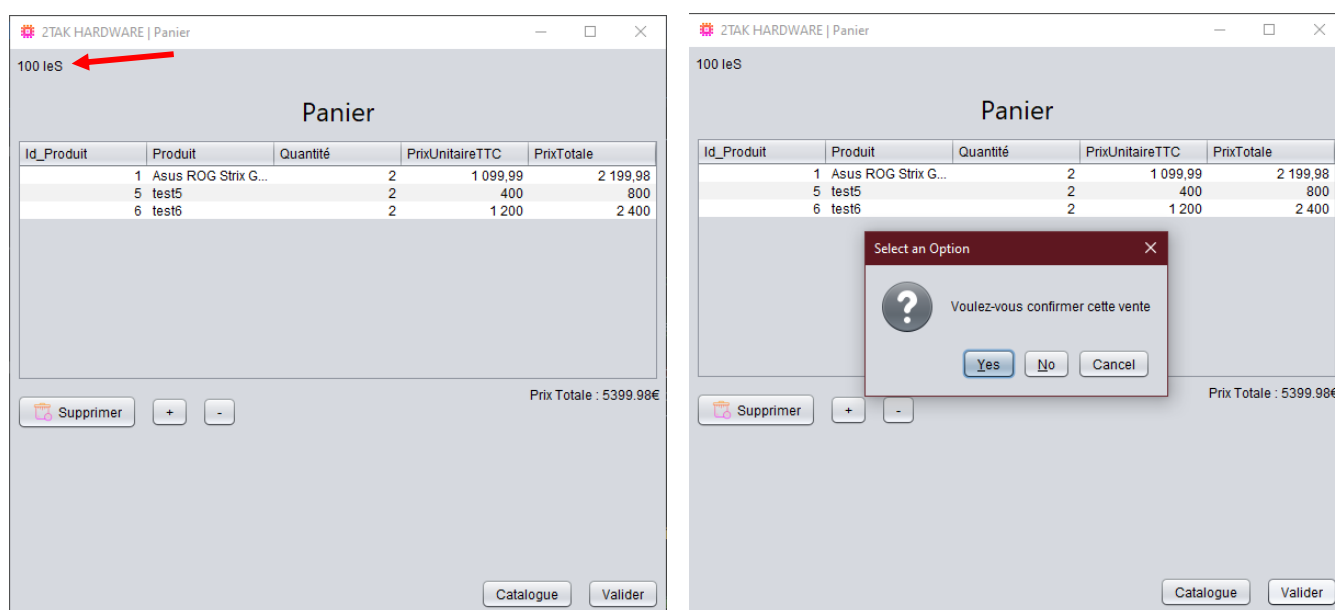 2TAK HARDWARE | Panier
100 leS
Panier
Id_Produit Produit Quantité PrixUnitaireTTC PrixTotale
1 Asus ROG Strix G... 2 1 099,99 2 199,98
5 test5 2 400 800
6 test6 2 1 200 2 400
Prix Totale : 5399.98€
Supprimer + -
Catalogue Valider
2TAK HARDWARE | Panier
100 leS
Panier
Id_Produit Produit Quantité PrixUnitaireTTC PrixTotale
1 Asus ROG Strix G... 2 1 099,99 2 199,98
5 test5 2 400 800
6 test6 2 1 200 2 400
Select an Option
?
Voulez-vous confirmer cette vente
Yes No Cancel
Prix Totale : 5399.98€
Supprimer + -
Catalogue Valider